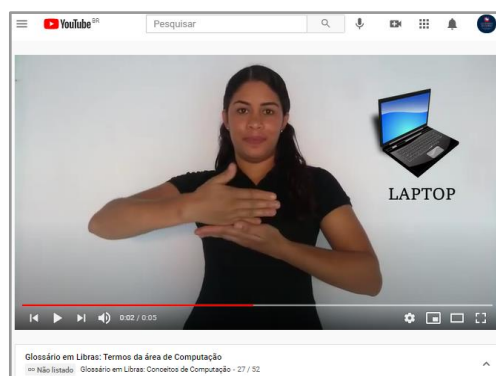 YouTube BR
Pesquisar
LAPTOP
0:02 / 0:05
Glossário em Libras: Termos da área de Computação
Não listado Glossário em Libras: Conceitos de Computação - 27 / 52